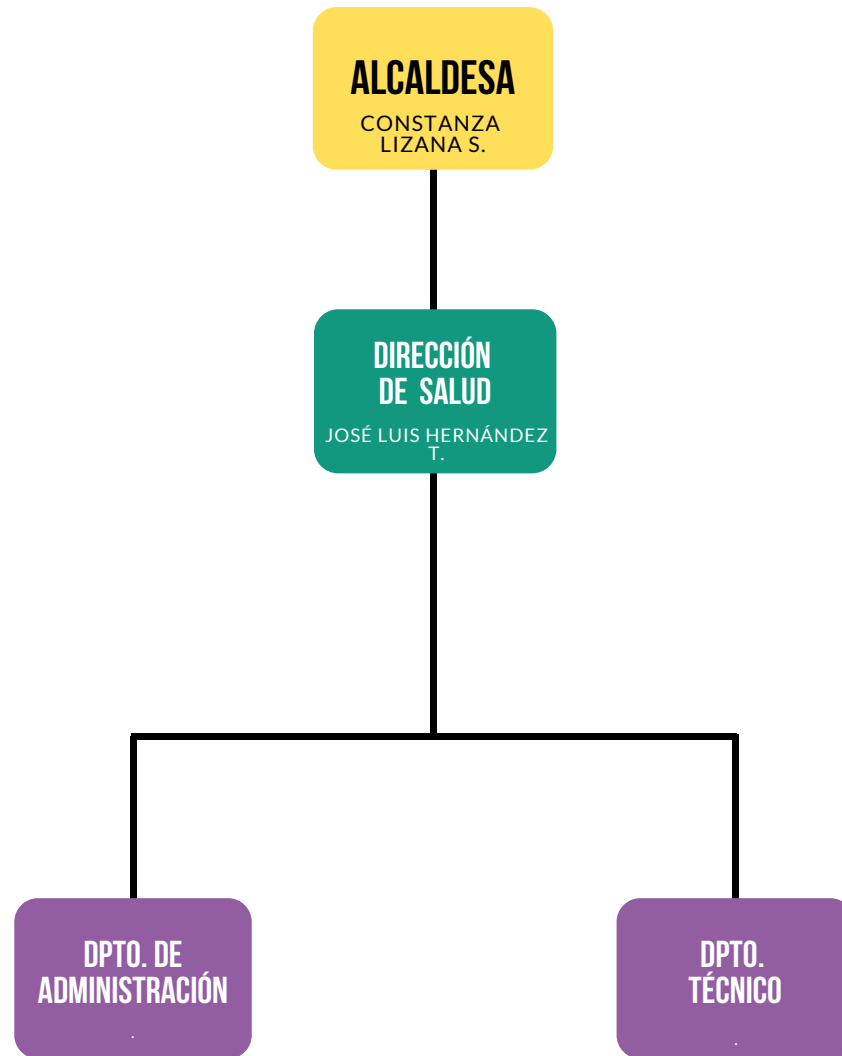 ALCALDESA
CONSTANZA
LIZANA S.
DIRECCIÓN
DE SALUD
JOSÉ LUIS HERNÁNDEZ
T.
DPTO. DE
ADMINISTRACIÓN
.
DPTO.
TÉCNICO
.